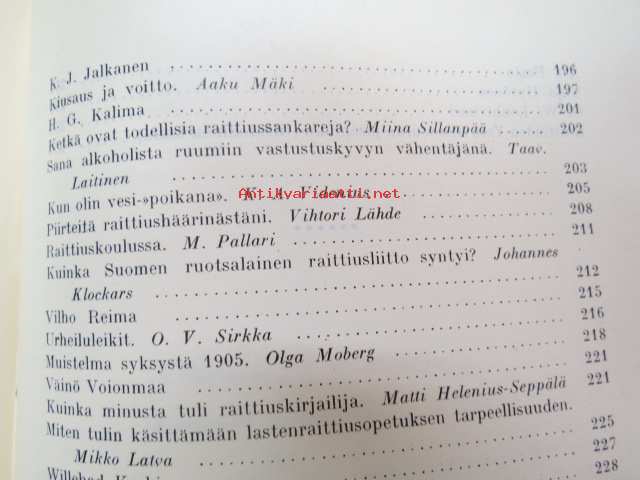 K. J. Jalkanen . . . . . . . . . . 196
Kiusaus ja voitto. Aaku Mäki . . . . . . . . . . 197
H. G. Kalima . . . . . . . . . . 201
Ketkä ovat todellisia raittiussankareja? Miina Sillanpää . . 202
Sana alkoholista ruumiin vastustuskyvyn vähentäjänä. Taav.
Laitinen . . . . . . . . . . 203
Kun olin vesi-»poikana». K. A. Videnius . . . . . 205
Antikvariaatti.net
Piirteitä raittiushäärinästäni. Vihtori Lähde . . . . . . 208
Raittiuskoulussa. M. Pallari . . . . . . . . . . 211
Kuinka Suomen ruotsalainen raittiusliitto syntyi? Johannes
Klockars . . . . . . . . . . 212
Vilho Reima . . . . . . . . . . 215
Urheiluleikit. O. V. Sirkka . . . . . . . . . . 216
Muistelma syksystä 1905. Olga Moberg . . . . . . . . 218
Väinö Voionmaa . . . . . . . . . . 221
Kuinka minusta tuli raittiuskirjailija. Matti Helenius-Seppälä 221
Miten tulin käsittämään lastenraittiusopetuksen tarpeellisuuden.
Mikko Latva . . . . . . . . . . 225
227
228